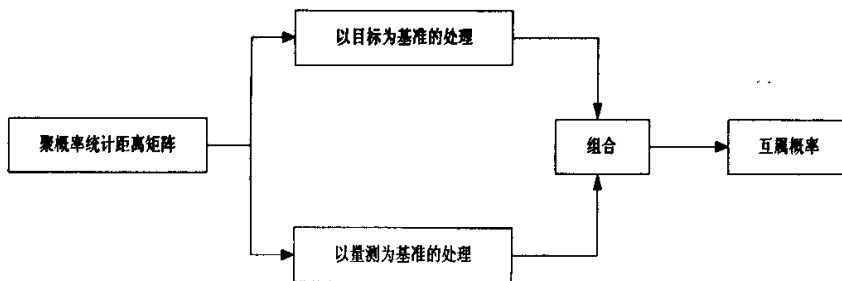 以目标为基准的处理
聚概率统计距离矩阵
组合
互属概率
以量测为基准的处理